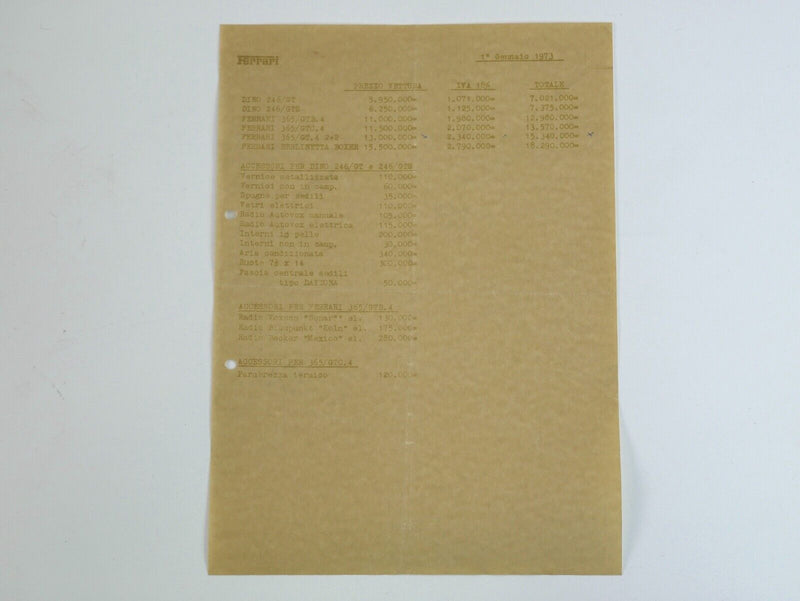 Ferrari
1° Gennaio 1973
PREZZO VETTURA IVA 18% TOTALE
DINO 246/GT 5.950.000= 1.071.000= 7.021.000=
DINO 246/GTS 6.250.000= 1.125.000= 7.375.000=
FERRARI 365/GTB.4 11.000.000= 1.980.000= 12.980.000=
FERRARI 365/GTC.4 11.500.000= 2.070.000= 13.570.000=
FERRARI 365/GT.4 2+2 13.000.000= 2.340.000= 15.340.000=
FERRARI BERLINETTA BOXER 15.500.000= 2.790.000= 18.290.000=
ACCESSORI PER DINO 246/GT e 246/GTS
Vernice metallizzata 110.000=
Vernici non in camp. 60.000=
Spugna per sedili 35.000=
Vetri elettrici 110.000=
Radio Autovox manuale 105.000=
Radio Autovox elettrica 115.000=
Interni in pelle 200.000=
Interni non in camp. 30.000=
Aria condizionata 340.000=
Ruote 7½ x 14 300.000=
Fascia centrale sedili
tipo DAYTONA 50.000=
ACCESSORI PER FERRARI 365/GTB.4
Radio Voxson "Sonar" el. 130.000=
Radio Blaupunkt "Koln" el. 175.000=
Radio Becker "Mexico" el. 280.000=
ACCESSORI PER 365/GTC.4
Parabrezza termico 120.000=